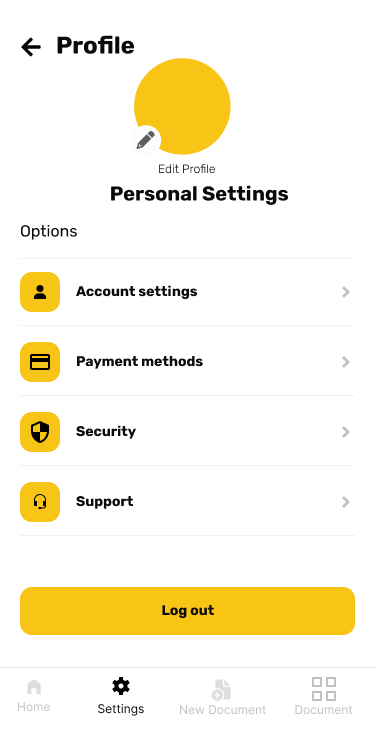 Profile
Edit Profile
Personal Settings
Options
Account settings
Payment methods
Security
Support
Log out
Home
Settings
New Document
Document